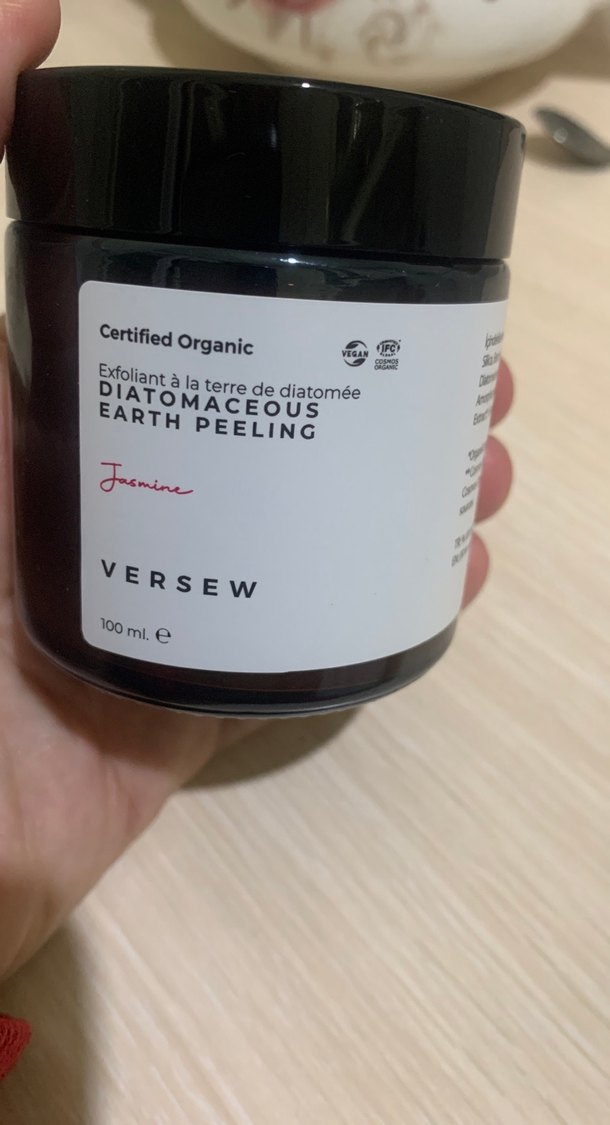 Certified Organic
VEGAN
IFC
COSMOS
ORGANIC
Exfoliant à la terre de diatomée
DIATOMACEOUS
EARTH PEELING
Jasmine
VERSEW
100 ml. ℮